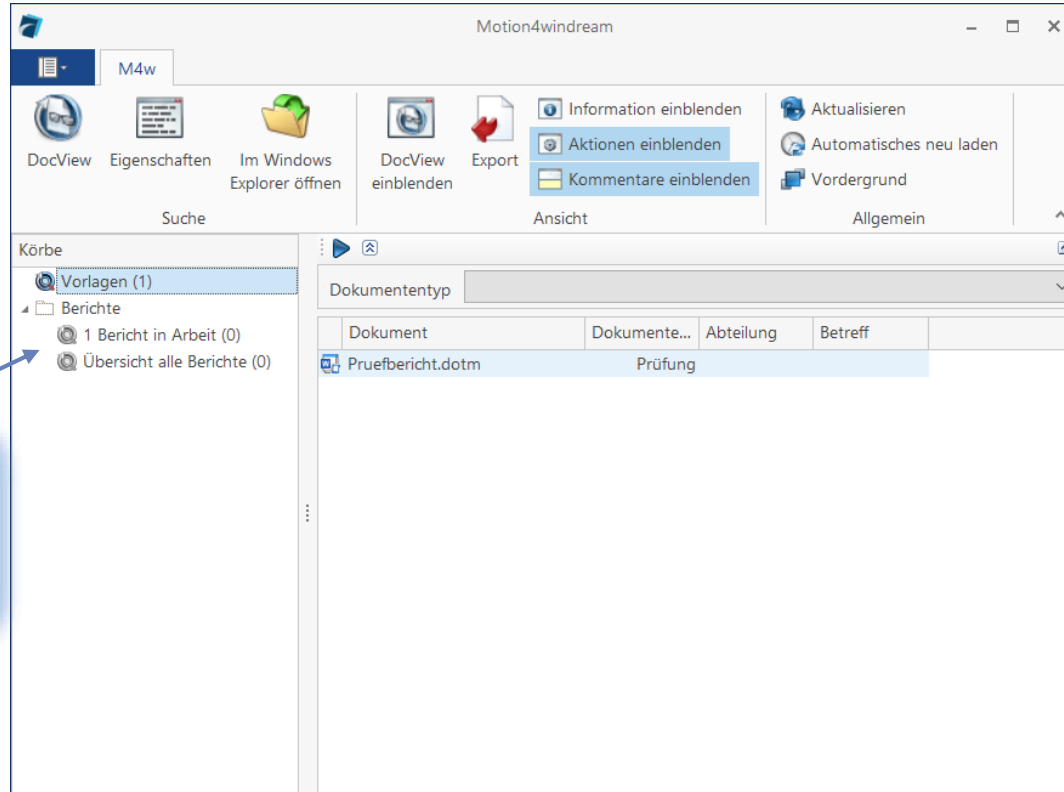 Motion4windream
M4w
DocView
Eigenschaften
Im Windows
Explorer öffnen
Suche
DocView
einblenden
Export
Information einblenden
Aktionen einblenden
Kommentare einblenden
Ansicht
Aktualisieren
Automatisches neu laden
Vordergrund
Allgemein
Körbe
Vorlagen (1)
Berichte
1 Bericht in Arbeit (0)
Übersicht alle Berichte (0)
Dokumententyp
Dokument Dokumente... Abteilung Betreff
Pruefbericht.dotm Prüfung